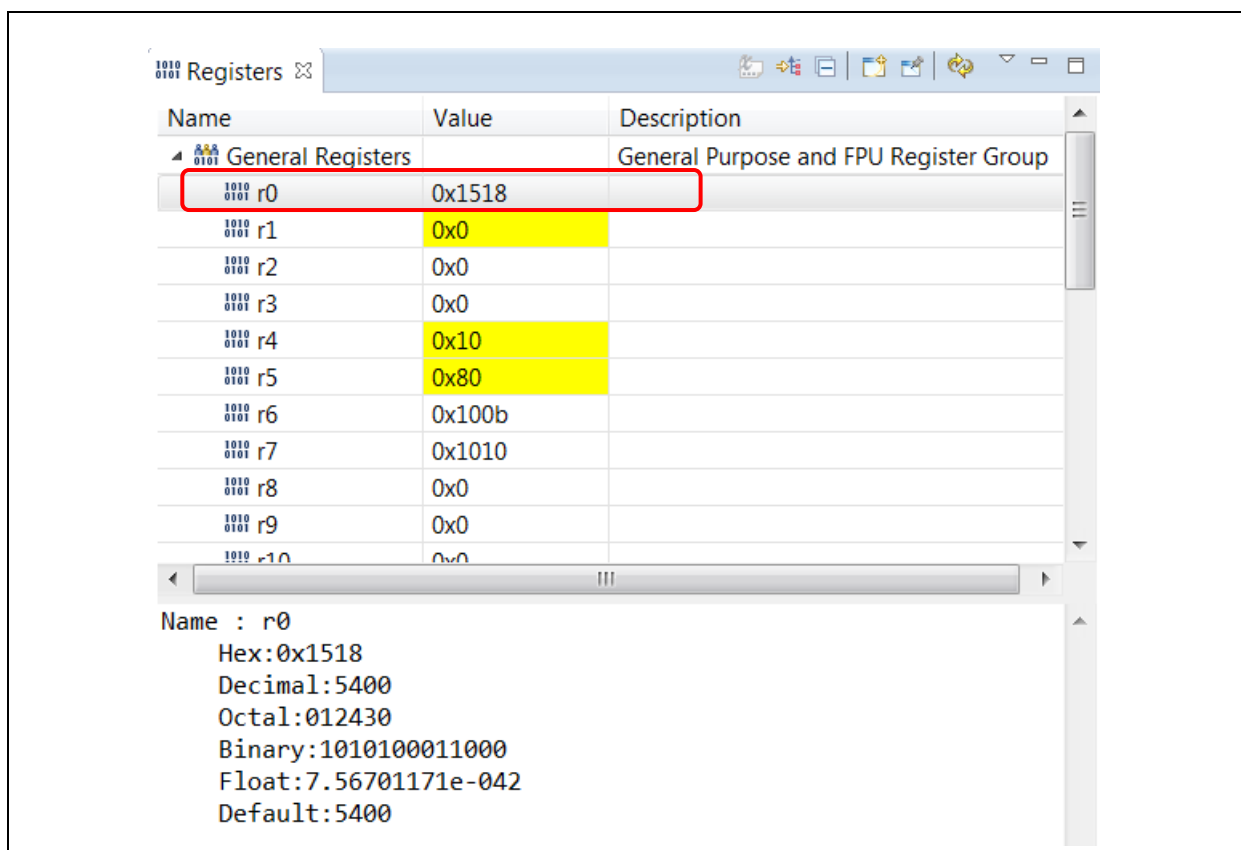 Registers
Name Value Description
General Registers General Purpose and FPU Register Group
r0 0x1518
r1 0x0
r2 0x0
r3 0x0
r4 0x10
r5 0x80
r6 0x100b
r7 0x1010
r8 0x0
r9 0x0
r10 0x0
Name : r0
Hex:0x1518
Decimal:5400
Octal:012430
Binary:1010100011000
Float:7.56701171e-042
Default:5400